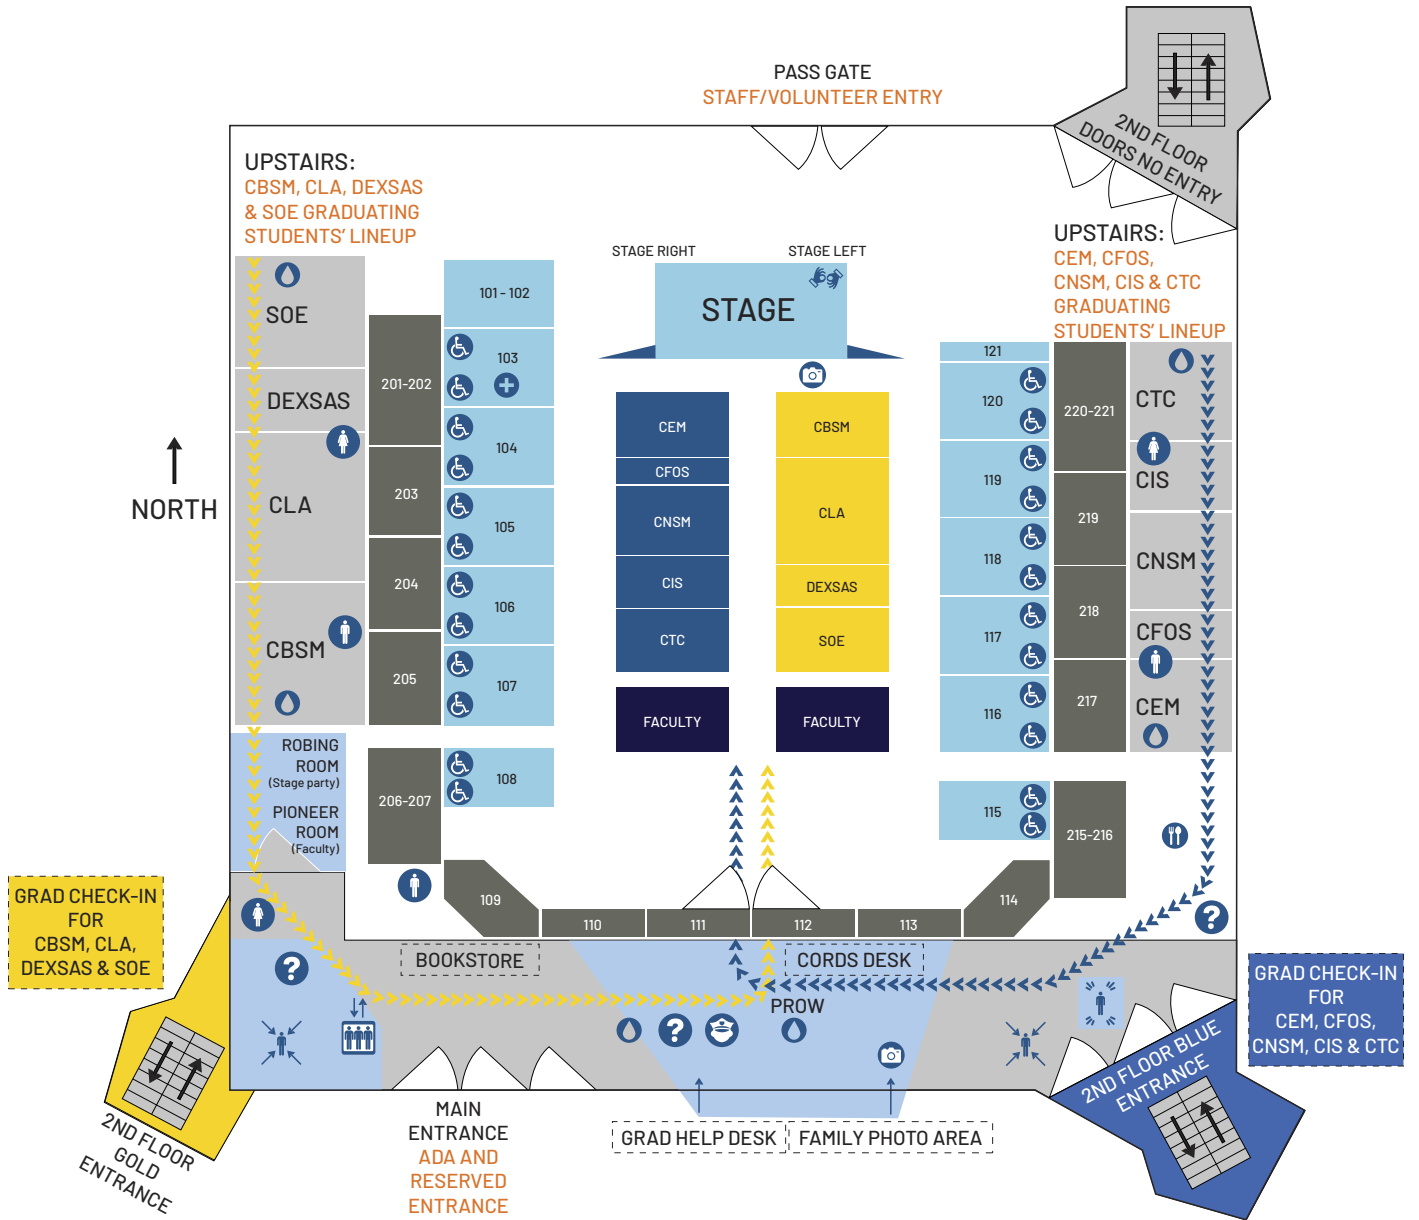 PASS GATE
STAFF/VOLUNTEER ENTRY
2ND FLOOR
DOORS NO ENTRY
UPSTAIRS:
CBSM, CLA, DEXSAS
& SOE GRADUATING
STUDENTS' LINEUP
UPSTAIRS:
CEM, CFOS,
CNSM, CIS & CTC
GRADUATING
STUDENTS' LINEUP
STAGE RIGHT
STAGE LEFT
STAGE
NORTH
SOE
DEXSAS
CLA
CBSM
201-202
203
204
205
206-207
101 - 102
103
104
105
106
107
108
CEM
CFOS
CNSM
CIS
CTC
FACULTY
CBSM
CLA
DEXSAS
SOE
FACULTY
121
120
119
118
117
116
115
220-221
219
218
217
215-216
CTC
CIS
CNSM
CFOS
CEM
ROBING
ROOM
(Stage party)
PIONEER
ROOM
(Faculty)
109
110
111
112
113
114
GRAD CHECK-IN
FOR
CBSM, CLA,
DEXSAS & SOE
?
BOOKSTORE
CORDS DESK
?
PROW
?
GRAD CHECK-IN
FOR
CEM, CFOS,
CNSM, CIS & CTC
2ND FLOOR
GOLD
ENTRANCE
MAIN
ENTRANCE
ADA AND
RESERVED
ENTRANCE
GRAD HELP DESK
FAMILY PHOTO AREA
2ND FLOOR BLUE
ENTRANCE